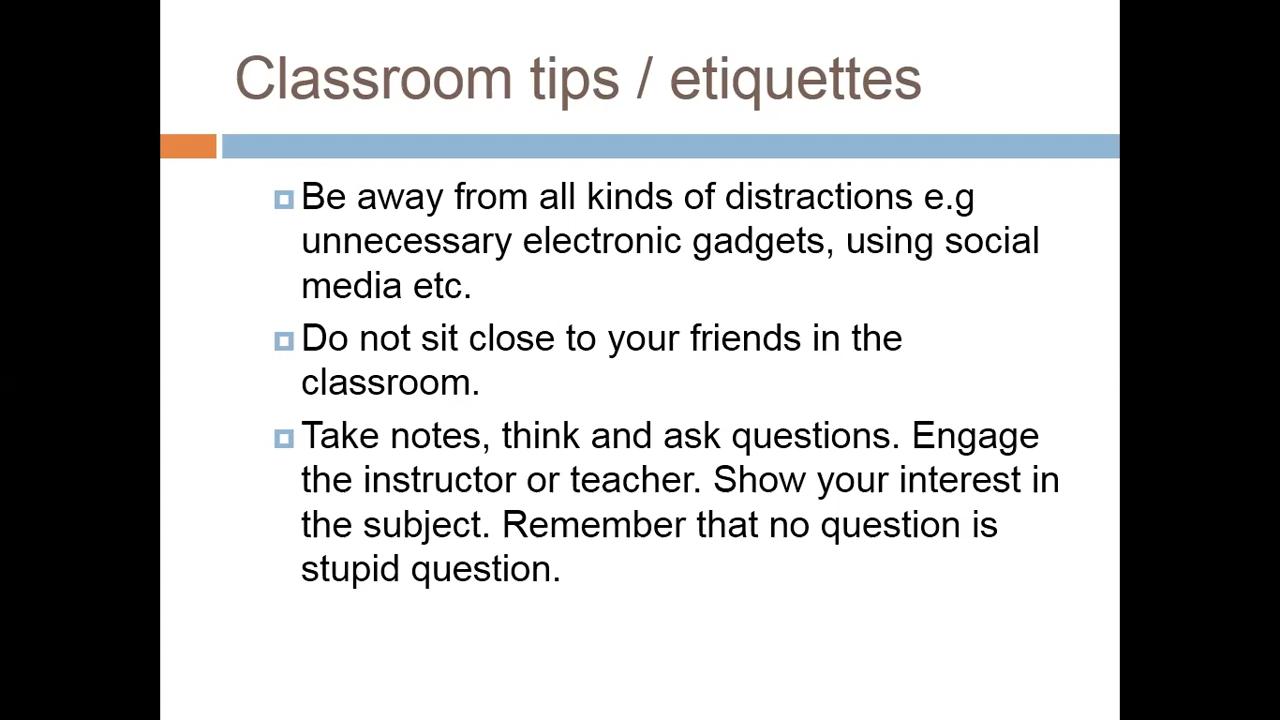 Classroom tips / etiquettes
Be away from all kinds of distractions e.g
unnecessary electronic gadgets, using social
media etc.
Do not sit close to your friends in the
classroom.
Take notes, think and ask questions. Engage
the instructor or teacher. Show your interest in
the subject. Remember that no question is
stupid question.